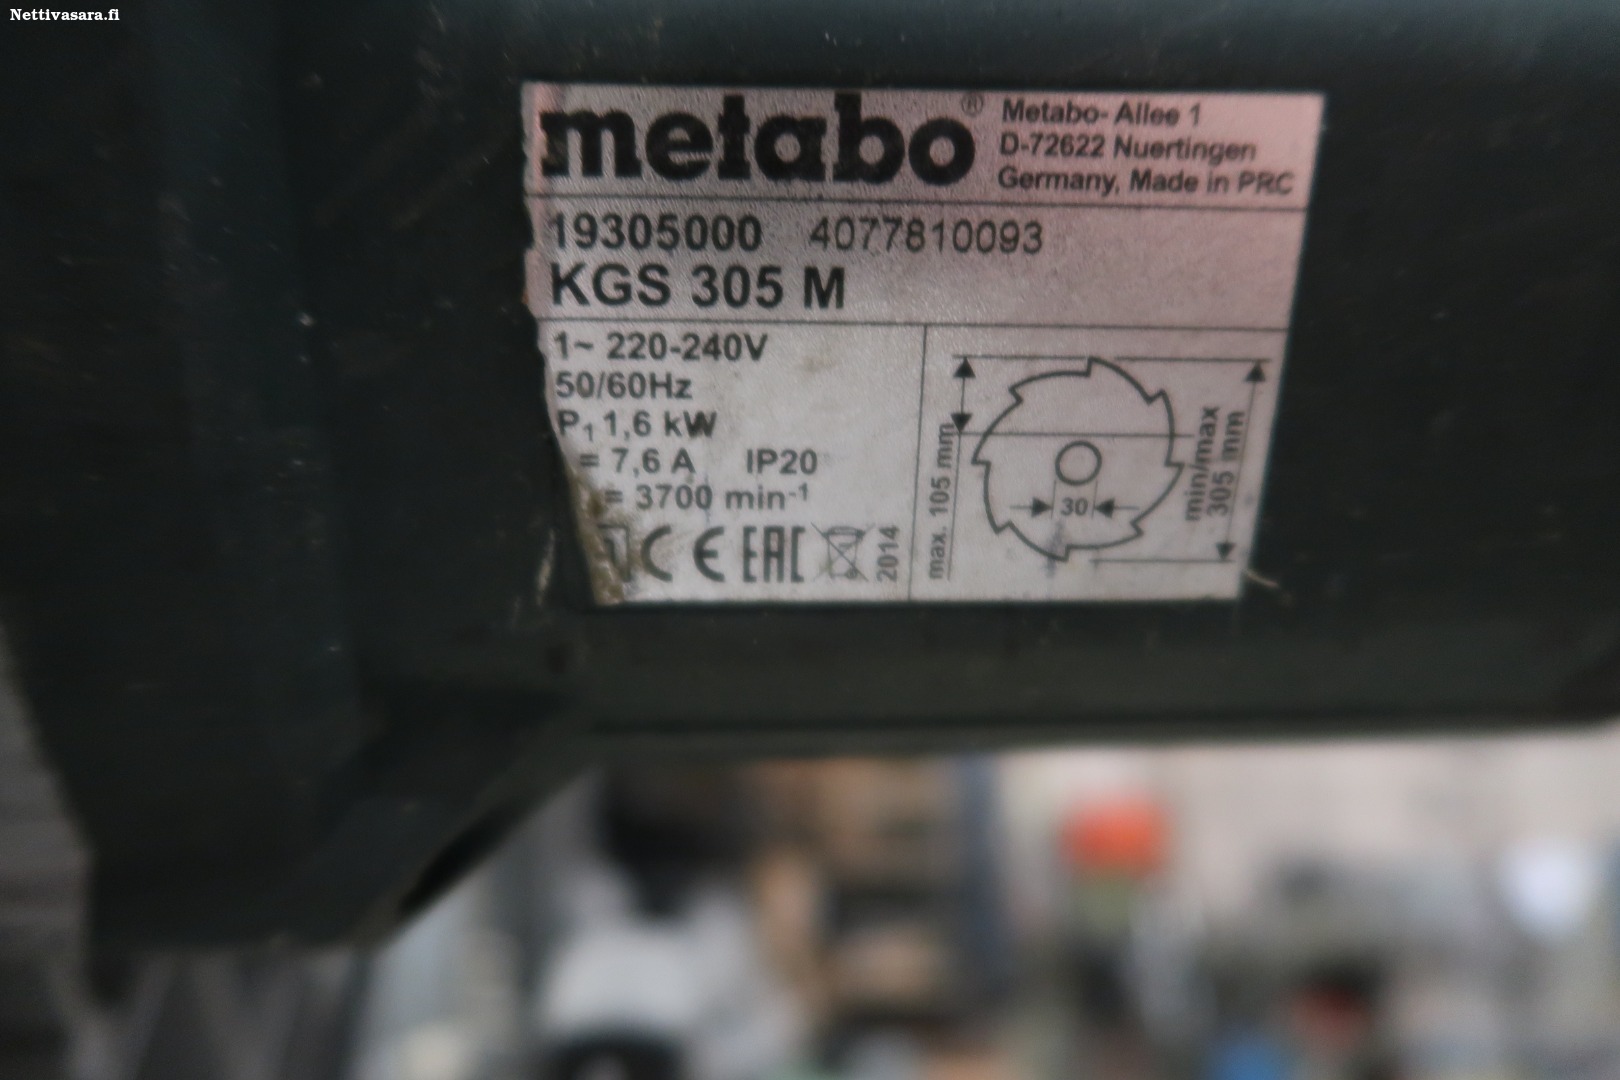 Nettivasara.fi
metabo®
Metabo- Allee 1
D-72622 Nuertingen
Germany, Made in PRC
19305000 4077810093
KGS 305 M
1~ 220-240V
50/60Hz
P1 1,6 kW
= 7,6 A IP20
= 3700 min-1
CE EAC 2014
max. 105 mm
30
min/max
305 mm